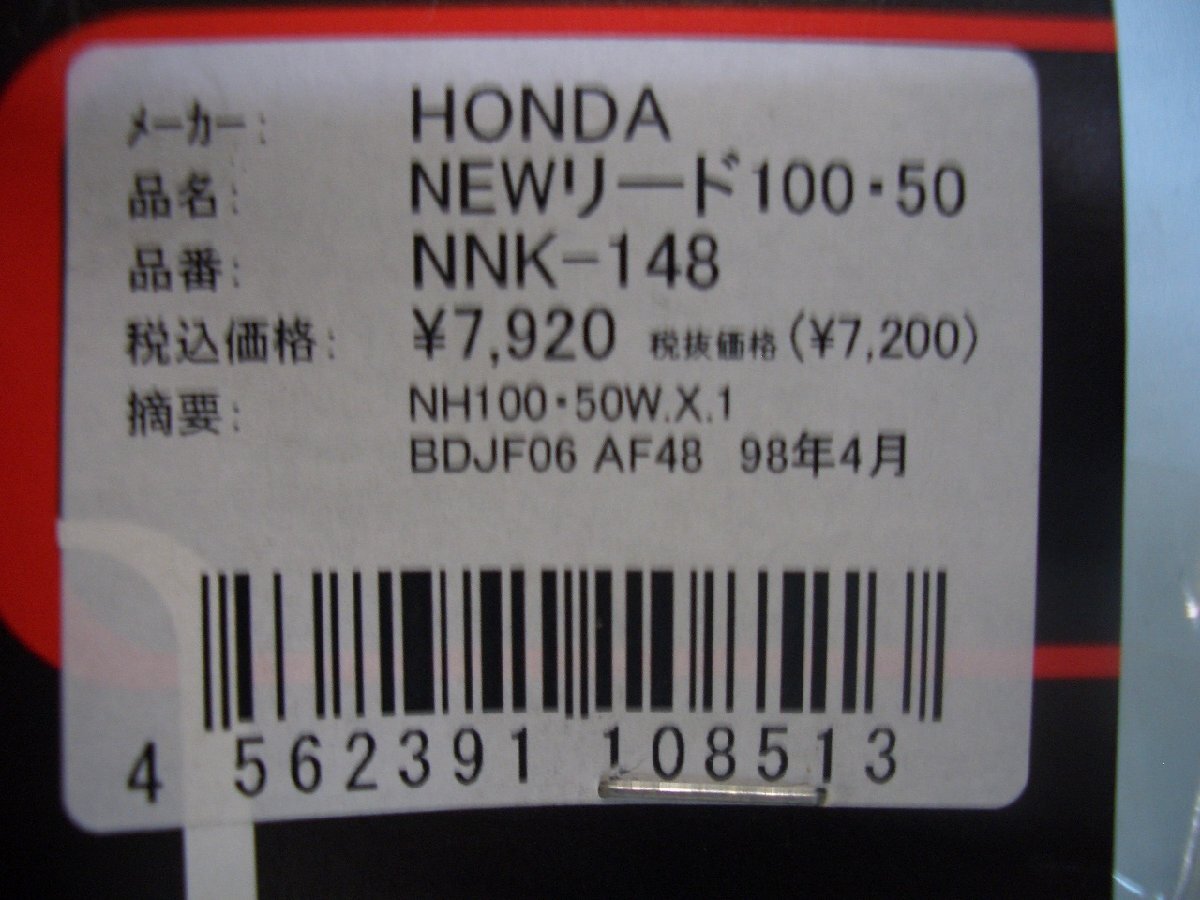 メーカー: HONDA
品名: NEWリード100・50
品番: NNK-148
税込価格: ¥7,920 税抜価格 (¥7,200)
摘要: NH100・50W.X.1
BDJF06 AF48 98年4月
4 562391 108513